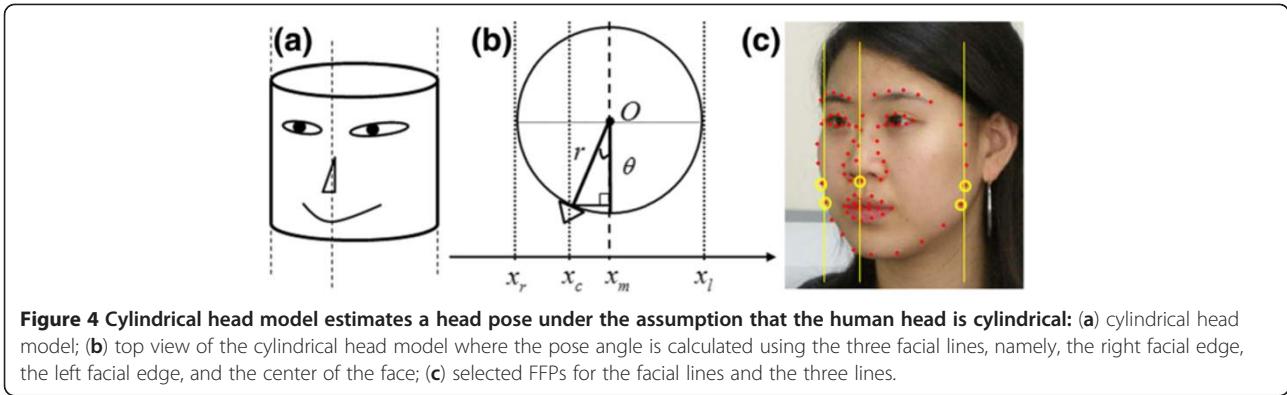 (a) (b) (c)
O
r
θ
x_r x_c x_m x_l
Figure 4 Cylindrical head model estimates a head pose under the assumption that the human head is cylindrical: (a) cylindrical head
model; (b) top view of the cylindrical head model where the pose angle is calculated using the three facial lines, namely, the right facial edge,
the left facial edge, and the center of the face; (c) selected FFPs for the facial lines and the three lines.